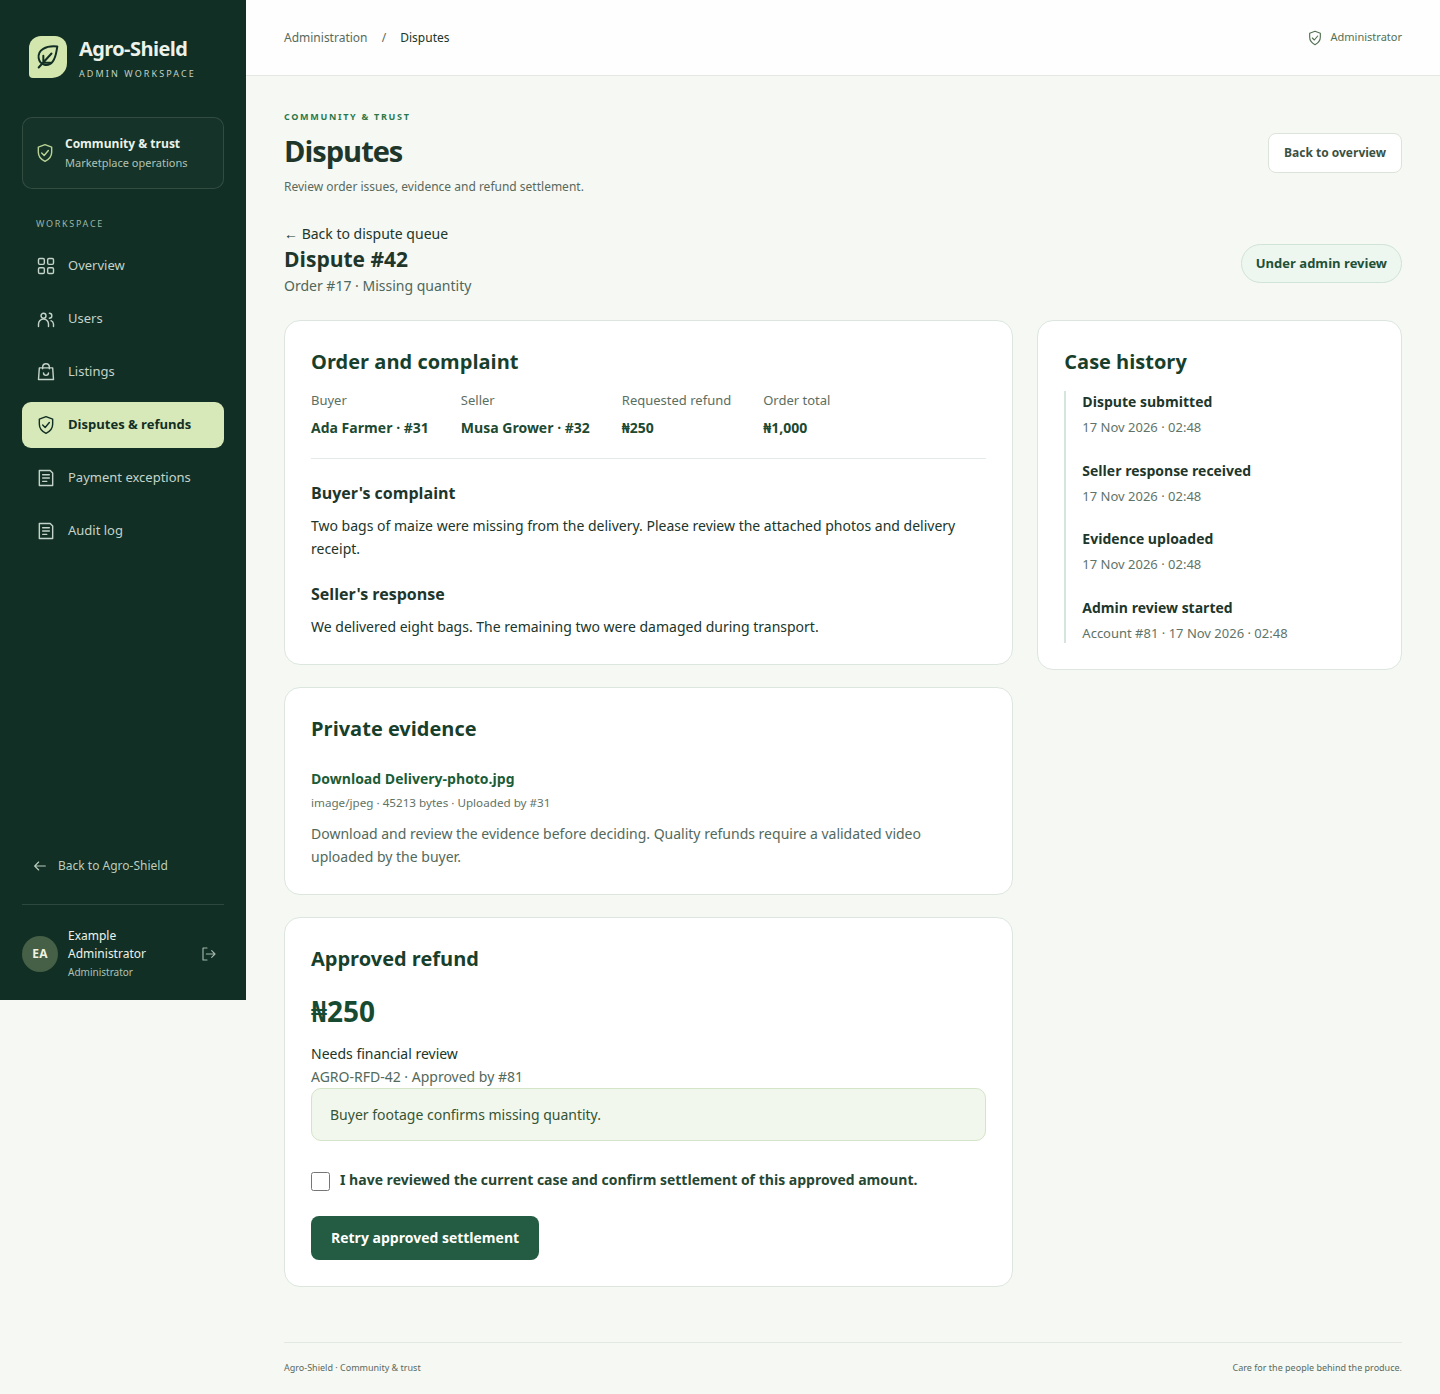 Agro-Shield
ADMIN WORKSPACE
Community & trust
Marketplace operations
WORKSPACE
Overview
Users
Listings
Disputes & refunds
Payment exceptions
Audit log
← Back to Agro-Shield
EA
Example
Administrator
Administrator
Administration / Disputes
Administrator
COMMUNITY & TRUST
Disputes
Review order issues, evidence and refund settlement.
Back to overview
← Back to dispute queue
Dispute #42
Order #17 · Missing quantity
Under admin review
Order and complaint
Buyer Seller Requested refund Order total
Ada Farmer · #31 Musa Grower · #32 ₦250 ₦1,000
Buyer's complaint
Two bags of maize were missing from the delivery. Please review the attached photos and delivery
receipt.
Seller's response
We delivered eight bags. The remaining two were damaged during transport.
Case history
Dispute submitted
17 Nov 2026 · 02:48
Seller response received
17 Nov 2026 · 02:48
Evidence uploaded
17 Nov 2026 · 02:48
Admin review started
Account #81 · 17 Nov 2026 · 02:48
Private evidence
Download Delivery-photo.jpg
image/jpeg · 45213 bytes · Uploaded by #31
Download and review the evidence before deciding. Quality refunds require a validated video
uploaded by the buyer.
Approved refund
₦250
Needs financial review
AGRO-RFD-42 · Approved by #81
Buyer footage confirms missing quantity.
I have reviewed the current case and confirm settlement of this approved amount.
Retry approved settlement
Agro-Shield · Community & trust
Care for the people behind the produce.